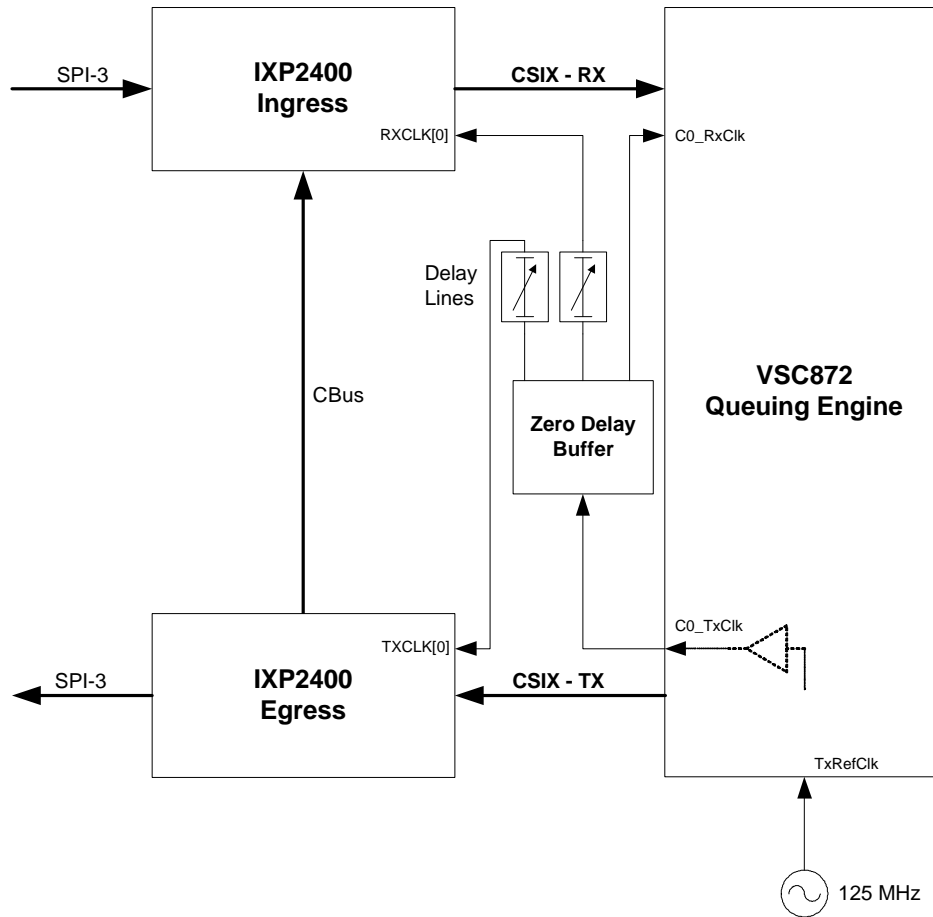 SPI-3
IXP2400
Ingress
CSIX - RX
RXCLK[0]
C0_RxClk
Delay
Lines
CBus
Zero Delay
Buffer
VSC872
Queuing Engine
C0_TxClk
TXCLK[0]
SPI-3
IXP2400
Egress
CSIX - TX
TxRefClk
125 MHz